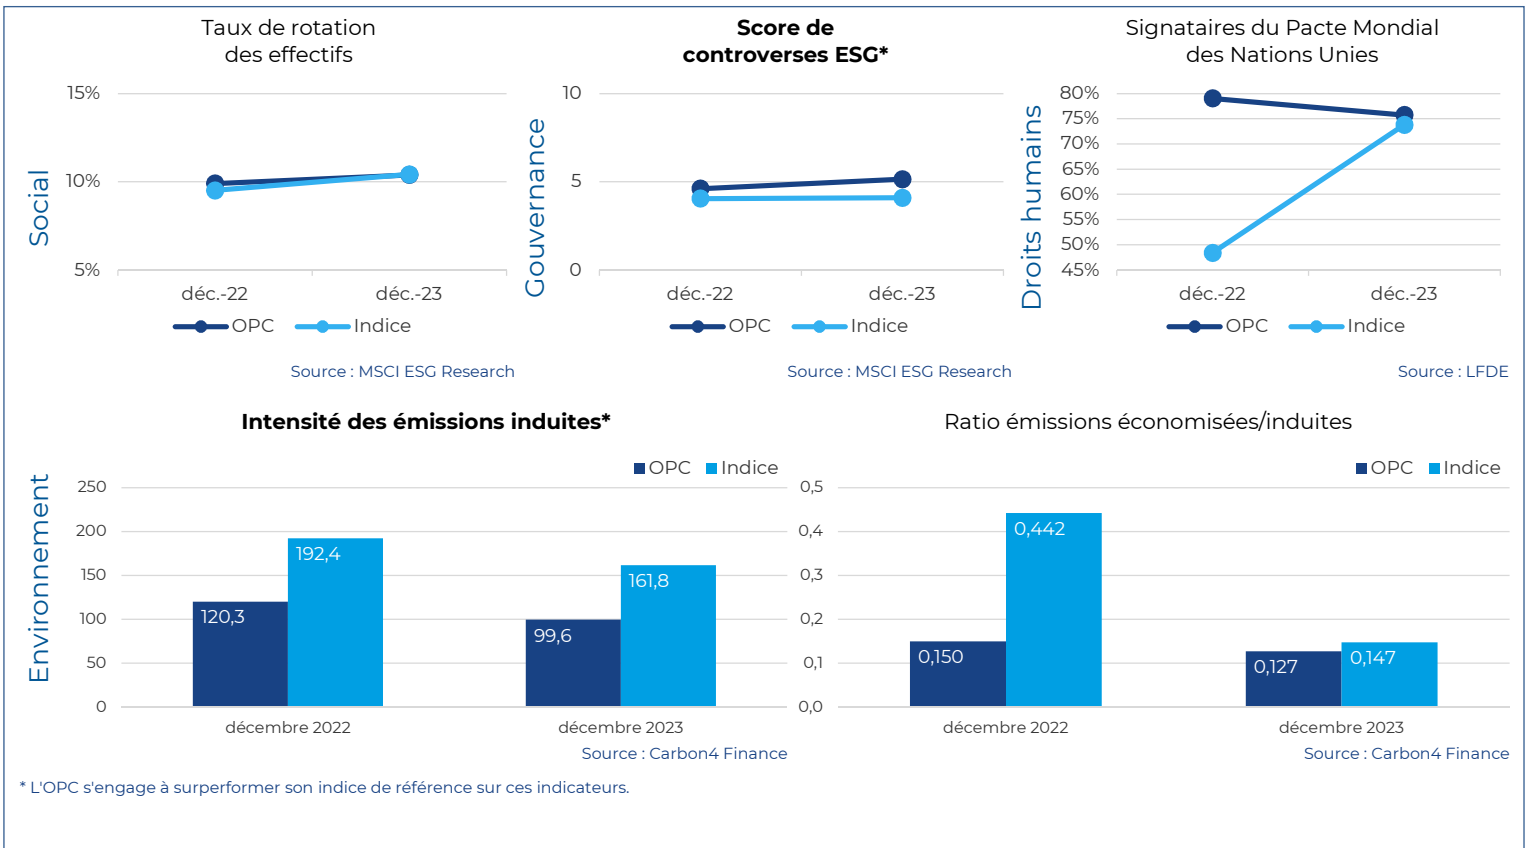 Taux de rotation
des effectifs
Social
15%
10%
5%
déc.-22
déc.-23
OPC
Indice
Source : MSCI ESG Research
Score de
controverses ESG*
Gouvernance
10
5
0
déc.-22
déc.-23
OPC
Indice
Source : MSCI ESG Research
Signataires du Pacte Mondial
des Nations Unies
Droits humains
80%
75%
70%
65%
60%
55%
50%
45%
déc.-22
déc.-23
OPC
Indice
Source : LFDE
Intensité des émissions induites*
Environnement
OPC
Indice
250
200
150
100
50
0
120,3
192,4
99,6
161,8
décembre 2022
décembre 2023
Source : Carbon4 Finance
Ratio émissions économisées/induites
OPC
Indice
0,5
0,4
0,3
0,2
0,1
0,0
0,150
0,442
0,127
0,147
décembre 2022
décembre 2023
Source : Carbon4 Finance
* L'OPC s'engage à surperformer son indice de référence sur ces indicateurs.